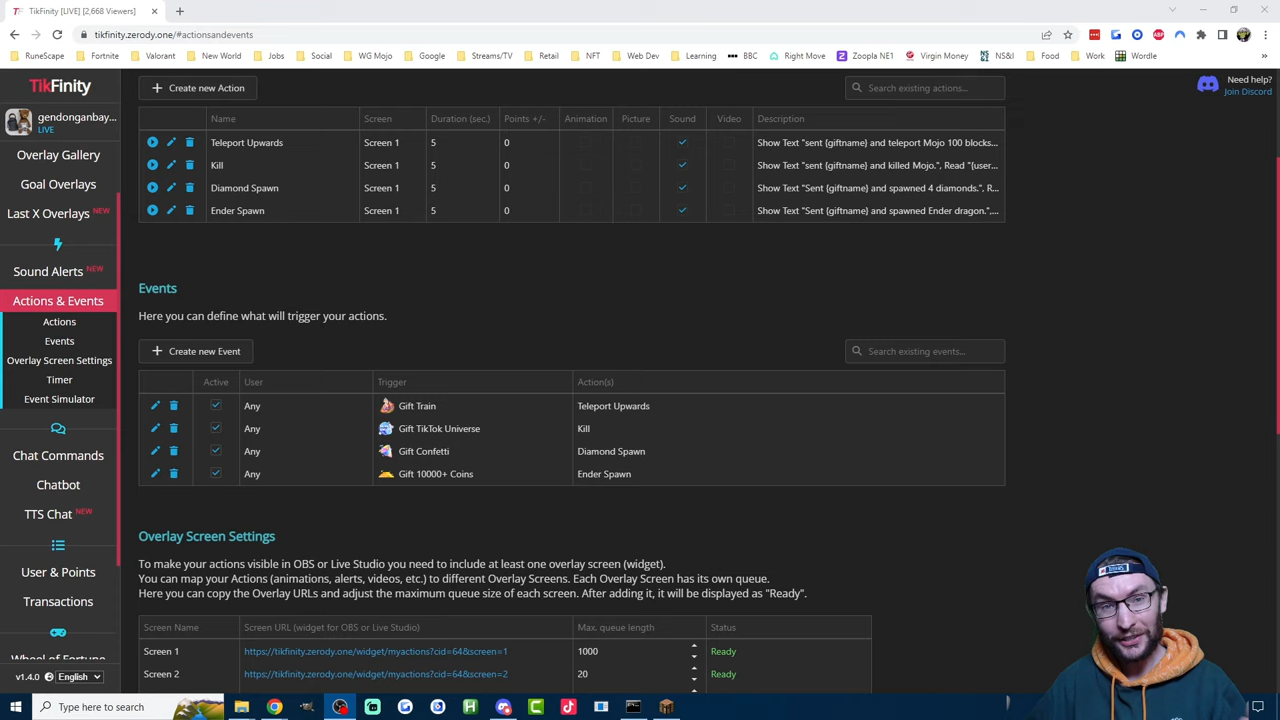 TikFinity [LIVE] [2,668 Viewers]
tikfinity.zerody.one/#actionsandevents
RuneScape Fortnite Valorant New World Jobs Social WG Mojo Google Streams/TV Retail NFT Web Dev Learning BBC Right Move Zoopla NE1 Virgin Money NS&I Food Work Wordle »
TikFinity
gendonganbay...
LIVE
Overlay Gallery
Goal Overlays
Last X Overlays NEW
Sound Alerts NEW
Actions & Events
Actions
Events
Overlay Screen Settings
Timer
Event Simulator
Chat Commands
Chatbot
TTS Chat NEW
User & Points
Transactions
Wheel of Fortune
v1.4.0 English
Create new Action
Search existing actions...
Need help?
Join Discord
Name Screen Duration (sec.) Points +/- Animation Picture Sound Video Description
Teleport Upwards Screen 1 5 0 Show Text "sent {giftname} and teleport Mojo 100 blocks...
Kill Screen 1 5 0 Show Text "sent {giftname} and killed Mojo.", Read "{user...
Diamond Spawn Screen 1 5 0 Show Text "Sent {giftname} and spawned 4 diamonds.", R...
Ender Spawn Screen 1 5 0 Show Text "Sent {giftname} and spawned Ender dragon.",...
Events
Here you can define what will trigger your actions.
Create new Event
Search existing events...
Active User Trigger Action(s)
Any Gift Train Teleport Upwards
Any Gift TikTok Universe Kill
Any Gift Confetti Diamond Spawn
Any Gift 10000+ Coins Ender Spawn
Overlay Screen Settings
To make your actions visible in OBS or Live Studio you need to include at least one overlay screen (widget).
You can map your Actions (animations, alerts, videos, etc.) to different Overlay Screens. Each Overlay Screen has its own queue.
Here you can copy the Overlay URLs and adjust the maximum queue size of each screen. After adding it, it will be displayed as "Ready".
Screen Name Screen URL (widget for OBS or Live Studio) Max. queue length Status
Screen 1 https://tikfinity.zerody.one/widget/myactions?cid=64&screen=1 1000 Ready
Screen 2 https://tikfinity.zerody.one/widget/myactions?cid=64&screen=2 20 Ready
Type here to search